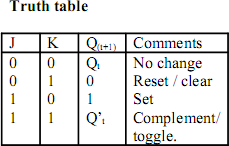 Truth table
J K Q(t+1) Comments
0 0 Qt No change
0 1 0 Reset / clear
1 0 1 Set
1 1 Q't Complement/
toggle.